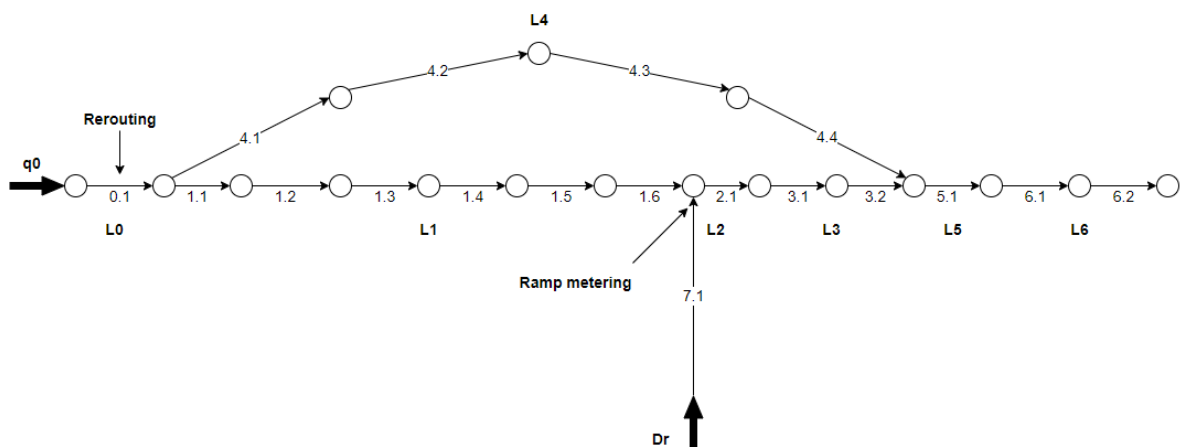 L4
4.2
4.3
Rerouting
4.1
4.4
q0
0.1
1.1
1.2
1.3
1.4
1.5
1.6
2.1
3.1
3.2
5.1
6.1
6.2
L0
L1
L2
L3
L5
L6
Ramp metering
7.1
Dr